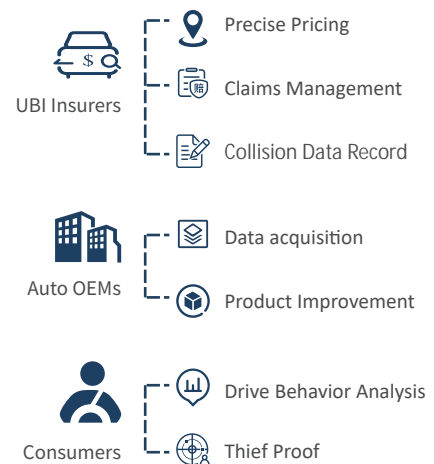 Precise Pricing
$
UBI Insurers
賠
Claims Management
Collision Data Record
Data acquisition
Auto OEMs
Product Improvement
Drive Behavior Analysis
Consumers
Thief Proof